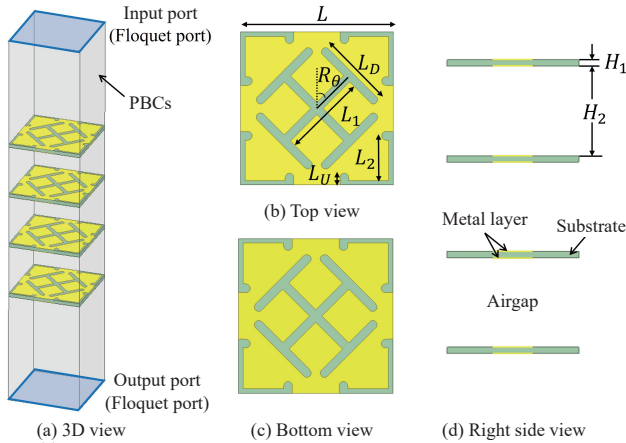 Input port
(Floquet port)
PBCs
Output port
(Floquet port)
(a) 3D view
L
L_D
R_θ
L_1
L_2
L_U
(b) Top view
(c) Bottom view
H_1
H_2
Metal layer
Substrate
Airgap
(d) Right side view